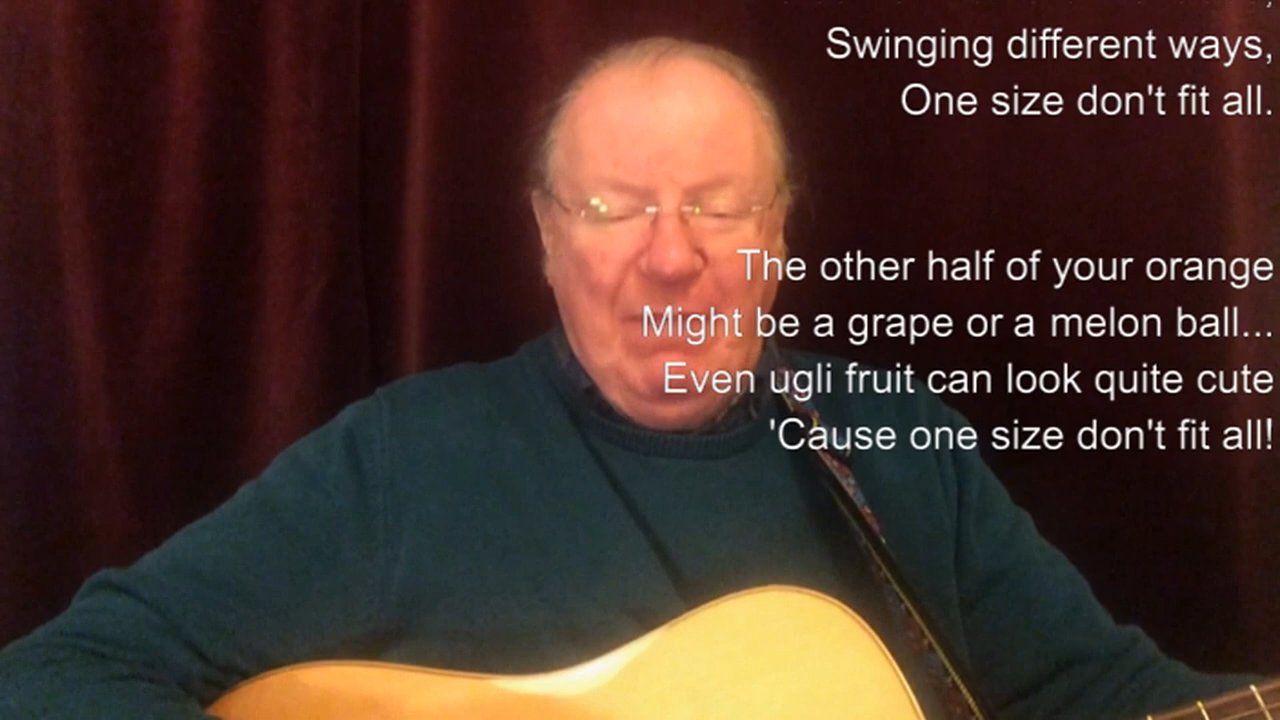 Swinging different ways,
One size don't fit all.
The other half of your orange
Might be a grape or a melon ball...
Even ugli fruit can look quite cute
'Cause one size don't fit all!